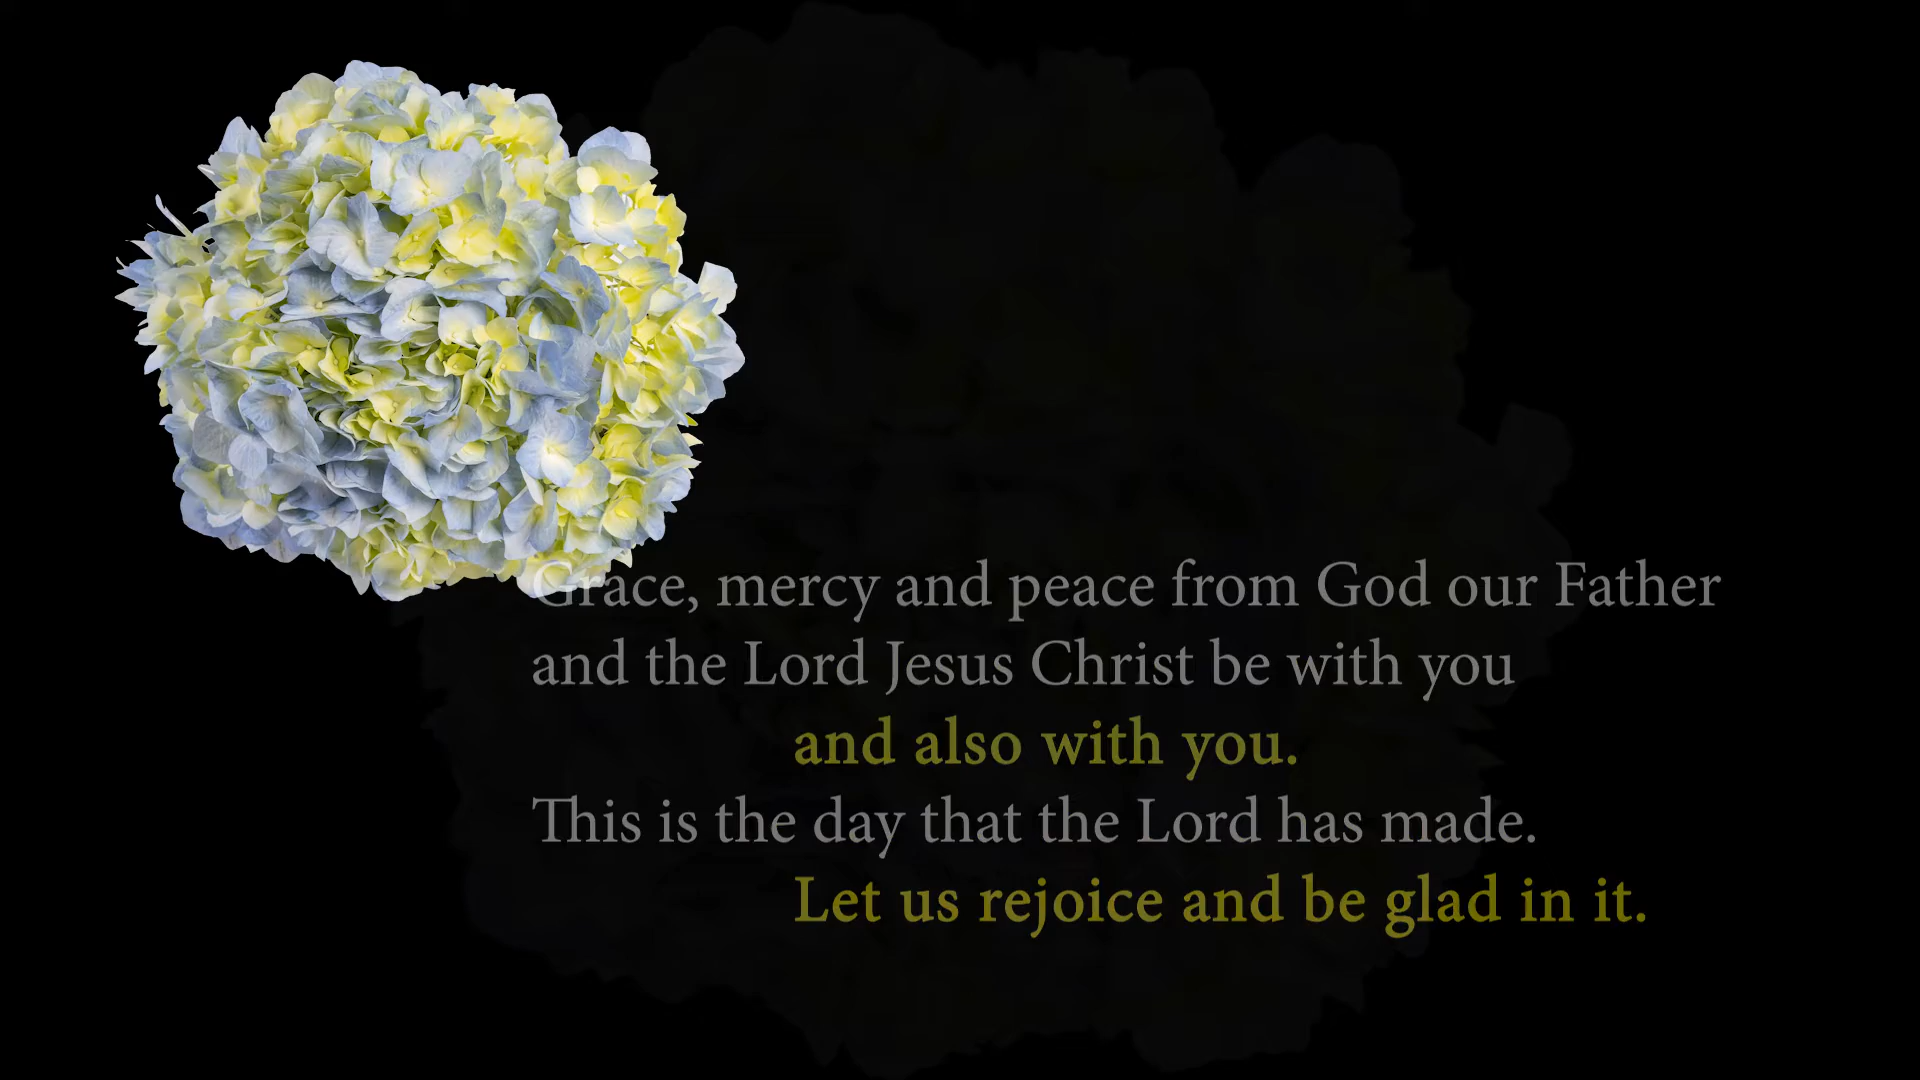 Grace, mercy and peace from God our Father
and the Lord Jesus Christ be with you
and also with you.
This is the day that the Lord has made.
Let us rejoice and be glad in it.